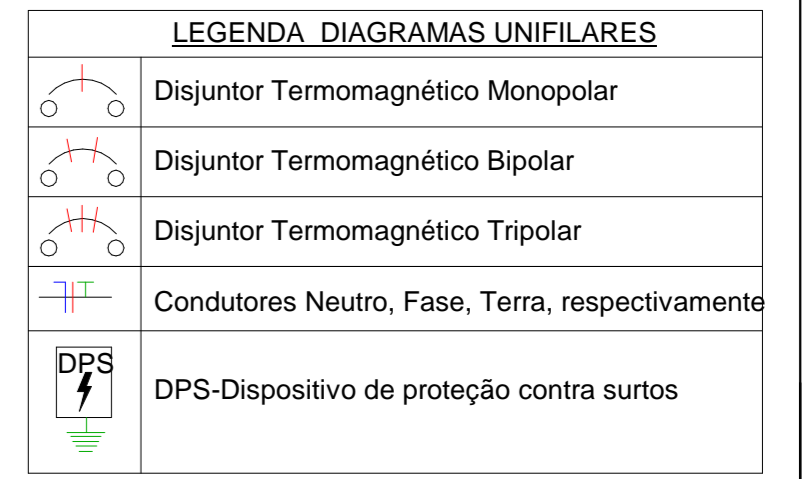 LEGENDA DIAGRAMAS UNIFILARES
Disjuntor Termomagnético Monopolar
Disjuntor Termomagnético Bipolar
Disjuntor Termomagnético Tripolar
Condutores Neutro, Fase, Terra, respectivamente
DPS
DPS-Dispositivo de proteção contra surtos